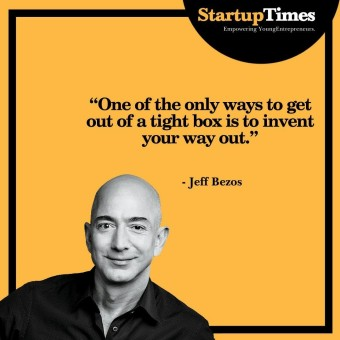 StartupTimes
Empowering YoungEntrepreneurs.
“One of the only ways to get
out of a tight box is to invent
your way out.”
- Jeff Bezos